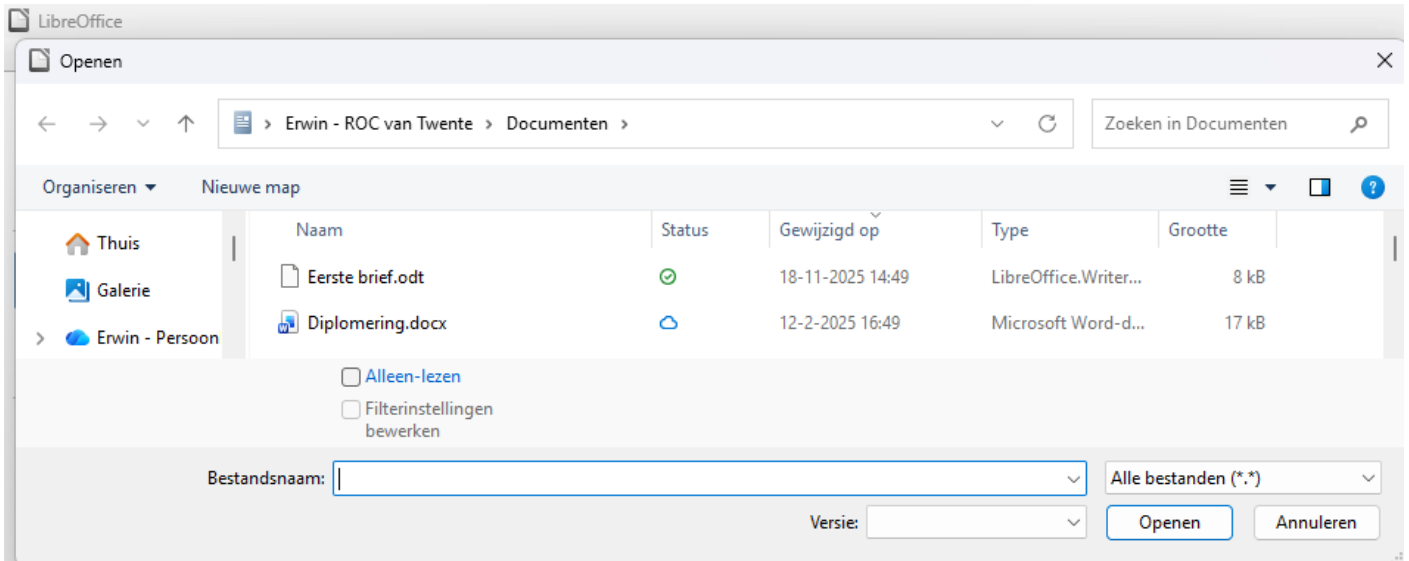 LibreOffice
Openen
Erwin - ROC van Twente > Documenten >
Zoeken in Documenten
Organiseren
Nieuwe map
Naam Status Gewijzigd op Type Grootte
Thuis
Eerste brief.odt 18-11-2025 14:49 LibreOffice.Writer... 8 kB
Galerie
Diplomering.docx 12-2-2025 16:49 Microsoft Word-d... 17 kB
Erwin - Persoon
Alleen-lezen
Filterinstellingen
bewerken
Bestandsnaam: Alle bestanden (*.*)
Versie: Openen Annuleren